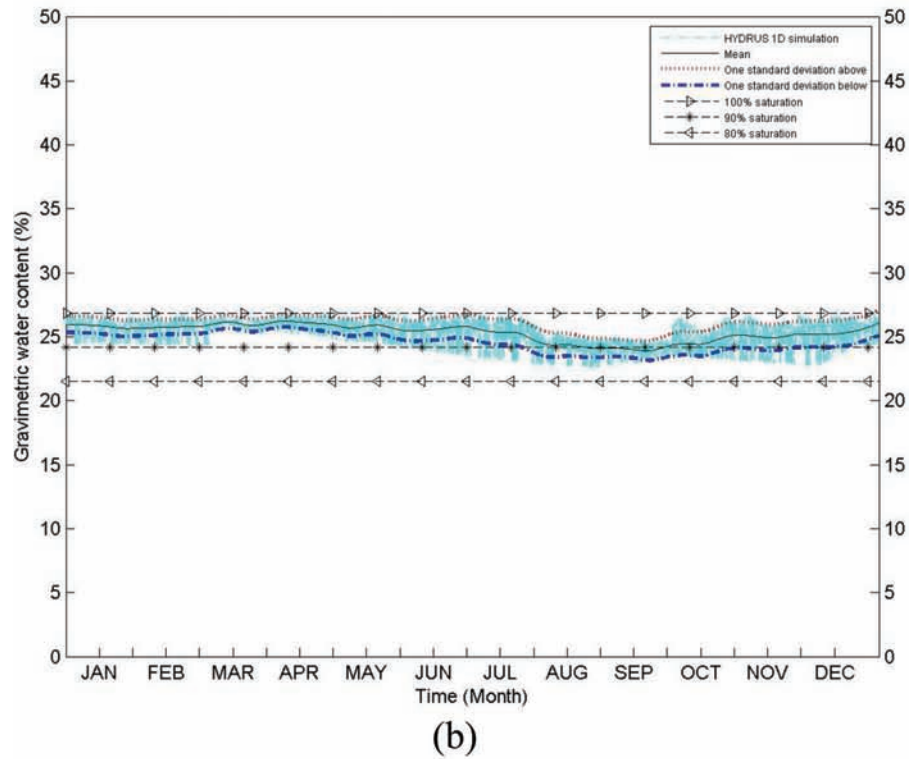 50
45
40
35
30
25
20
15
10
5
0
Gravimetric water content (%)
HYDRUS 1D simulation
Mean
One standard deviation above
One standard deviation below
100% saturation
90% saturation
80% saturation
50
45
40
35
30
25
20
15
10
5
0
JAN FEB MAR APR MAY JUN JUL AUG SEP OCT NOV DEC
Time (Month)
(b)